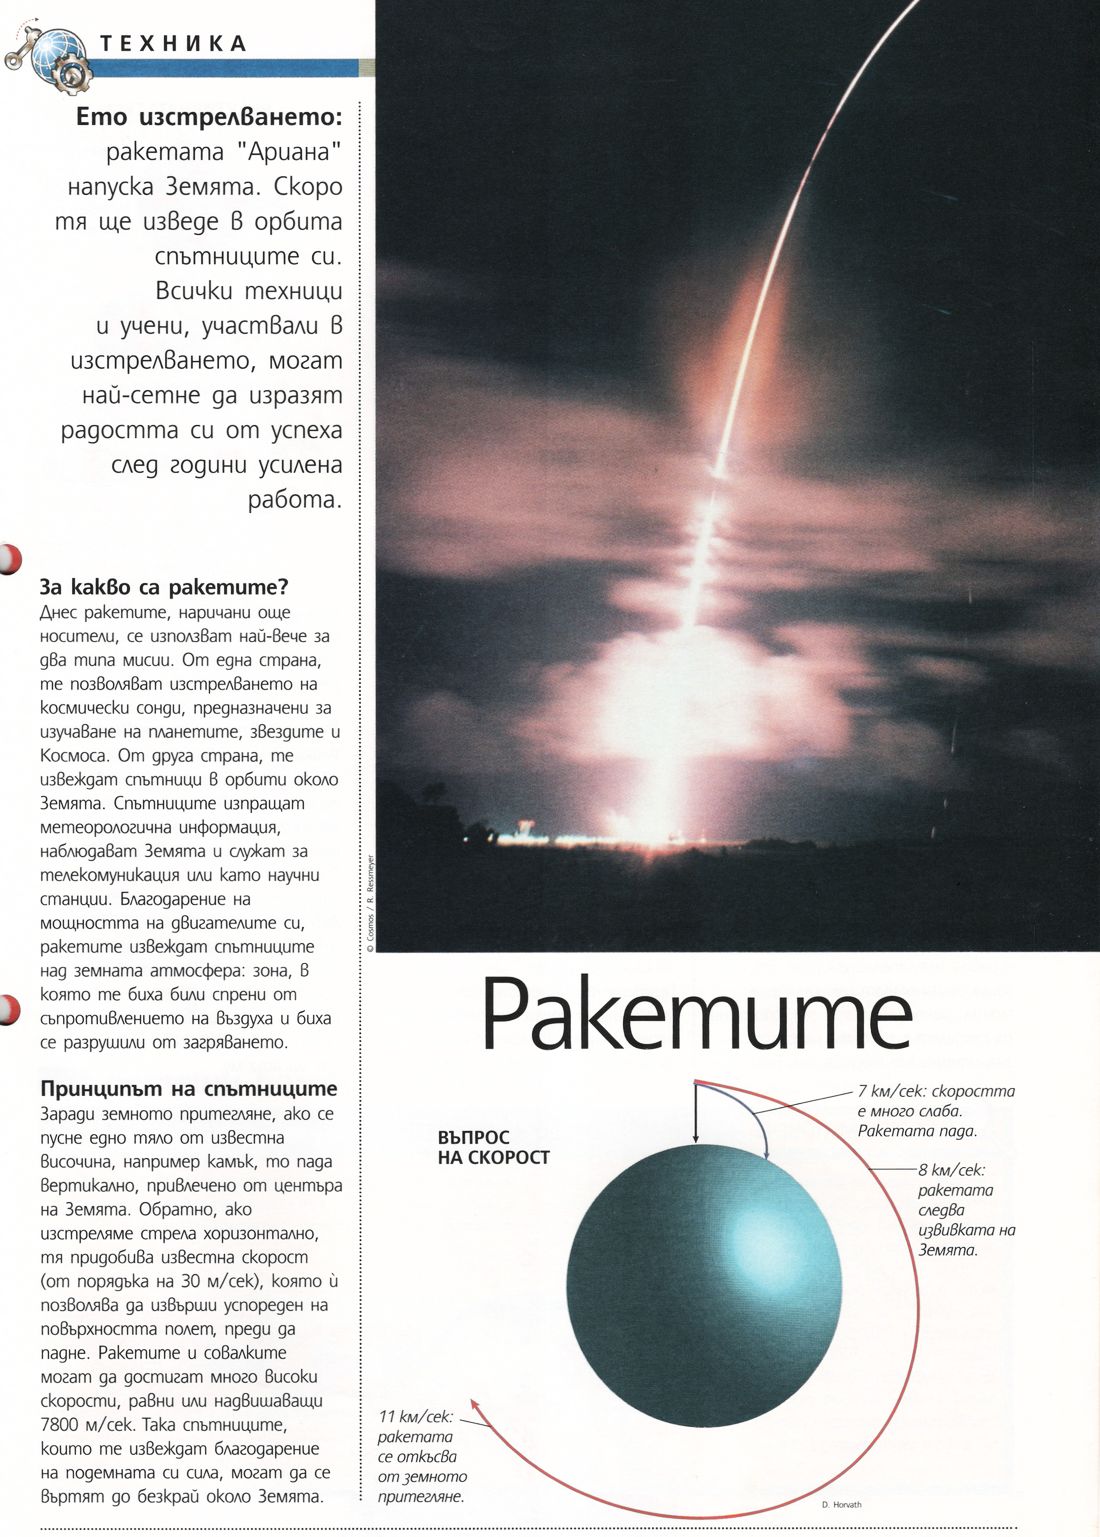 ТЕХНИКА
Ето изстрелването:
ракетата "Ариана"
напуска Земята. Скоро
тя ще изведе в орбита
спътниците си.
Всички техници
и учени, участвали в
изстрелването, могат
най-сетне да изразят
радостта си от успеха
след години усилена
работа.
За какво са ракетите?
Днес ракетите, наричани още
носители, се използват най-вече за
два типа мисии. От една страна,
те позволяват изстрелването на
космически сонди, предназначени за
изучаване на планетите, звездите и
Космоса. От друга страна, те
извеждат спътници в орбити около
Земята. Спътниците изпращат
метеорологична информация,
наблюдават Земята и служат за
телекомуникация или като научни
станции. Благодарение на
мощността на двигателите си,
ракетите извеждат спътниците
над земната атмосфера: зона, в
която те биха били спрени от
съпротивлението на въздуха и биха
се разрушили от загряването.
Принципът на спътниците
Заради земното притегляне, ако се
пусне едно тяло от известна
височина, например камък, то пада
вертикално, привлечено от центъра
на Земята. Обратно, ако
изстреляме стрела хоризонтално,
тя придобива известна скорост
(от порядъка на 30 м/сек), която ѝ
позволява да извърши успореден на
повърхността полет, преди да
падне. Ракетите и совалките
могат да достигат много високи
скорости, равни или надвишаващи
7800 м/сек. Така спътниците,
които те извеждат благодарение
на подемната си сила, могат да се
въртят до безкрай около Земята.
© Cosmos / R. Ressmeyer
Ракетите
ВЪПРОС
НА СКОРОСТ
7 км/сек: скоростта
е много слаба.
Ракетата пада.
8 км/сек:
ракетата
следва
извивката на
Земята.
11 км/сек:
ракетата
се откъсва
от земното
притегляне.
D. Horvath